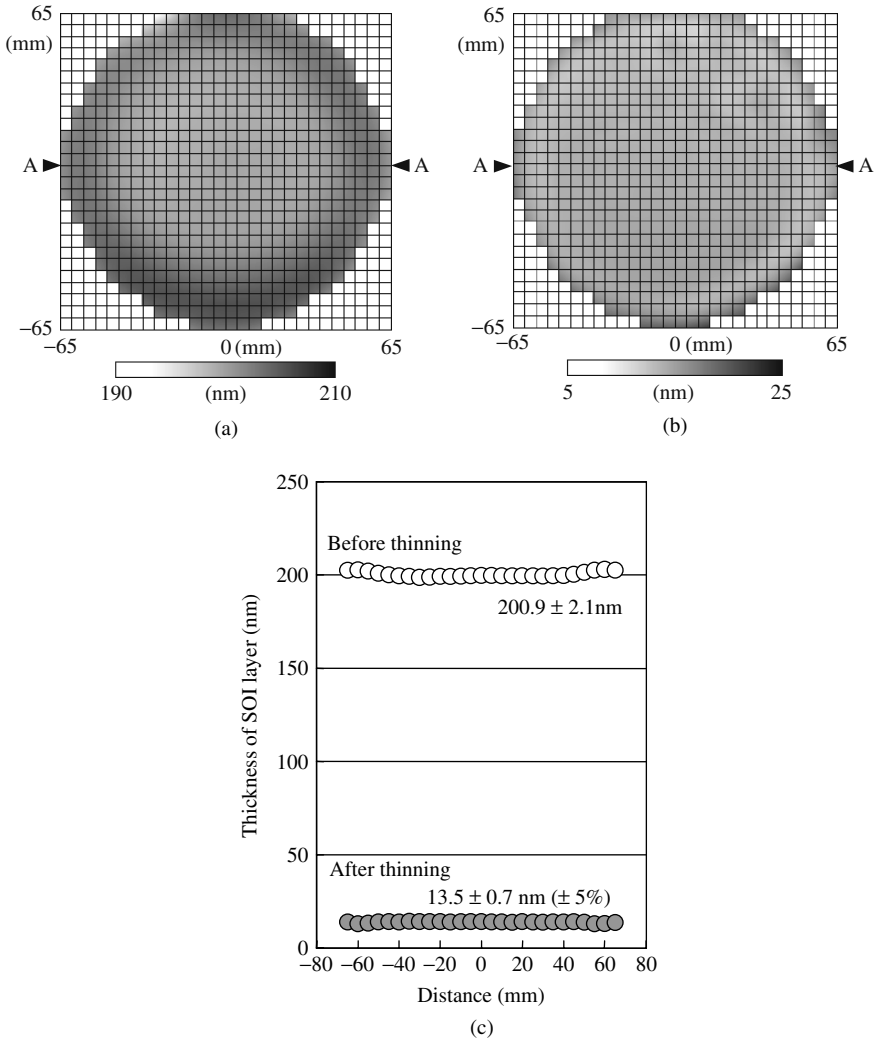 65
(mm)
A
A
−65
−65
0 (mm)
65
190
(nm)
210
(a)
65
(mm)
A
A
−65
−65
0 (mm)
65
5
(nm)
25
(b)
250
200
150
100
50
0
Thickness of SOI layer (nm)
Before thinning
200.9 ± 2.1nm
After thinning
13.5 ± 0.7 nm (± 5%)
−80 −60 −40 −20 0 20 40 60 80
Distance (mm)
(c)